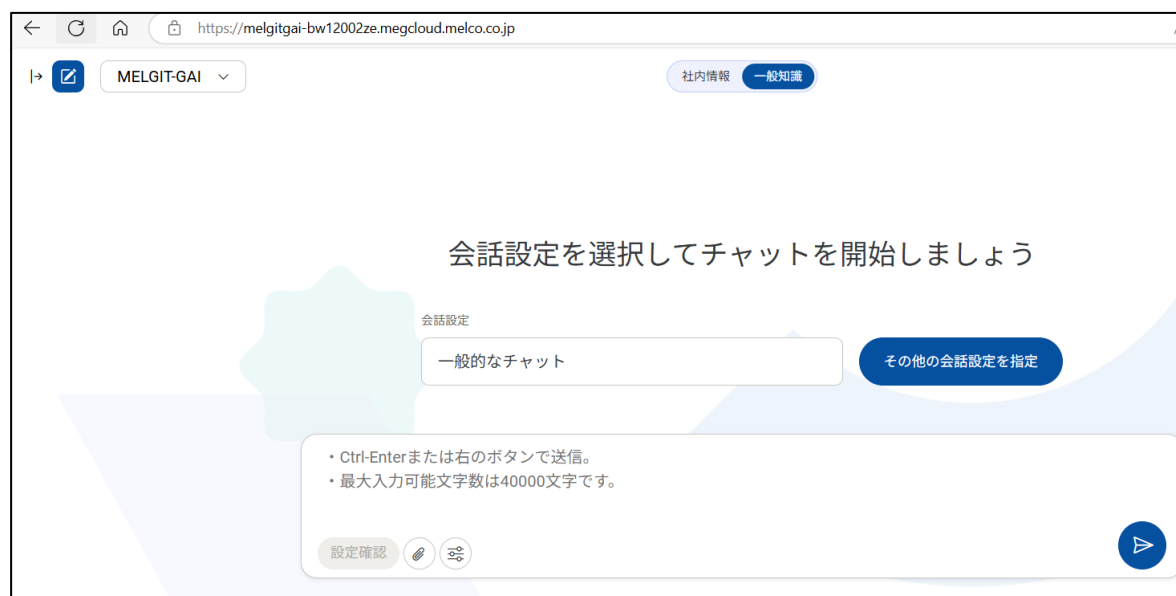 https://melgitgai-bw12002ze.megcloud.melco.co.jp
MELGIT-GAI
社内情報 一般知識
会話設定を選択してチャットを開始しましょう
会話設定
一般的なチャット
その他の会話設定を指定
・Ctrl-Enterまたは右のボタンで送信。
・最大入力可能文字数は40000文字です。
設定確認